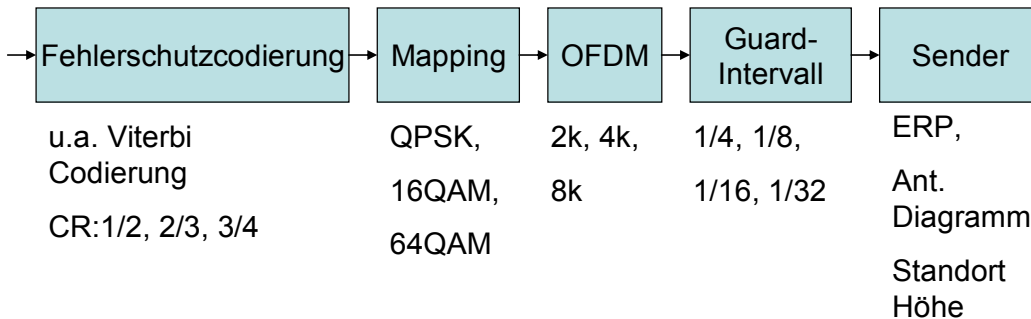 Fehlerschutzcodierung
Mapping
OFDM
Guard-
Intervall
Sender
u.a. Viterbi
Codierung
CR:1/2, 2/3, 3/4
QPSK,
16QAM,
64QAM
2k, 4k,
8k
1/4, 1/8,
1/16, 1/32
ERP,
Ant.
Diagramm
Standort
Höhe